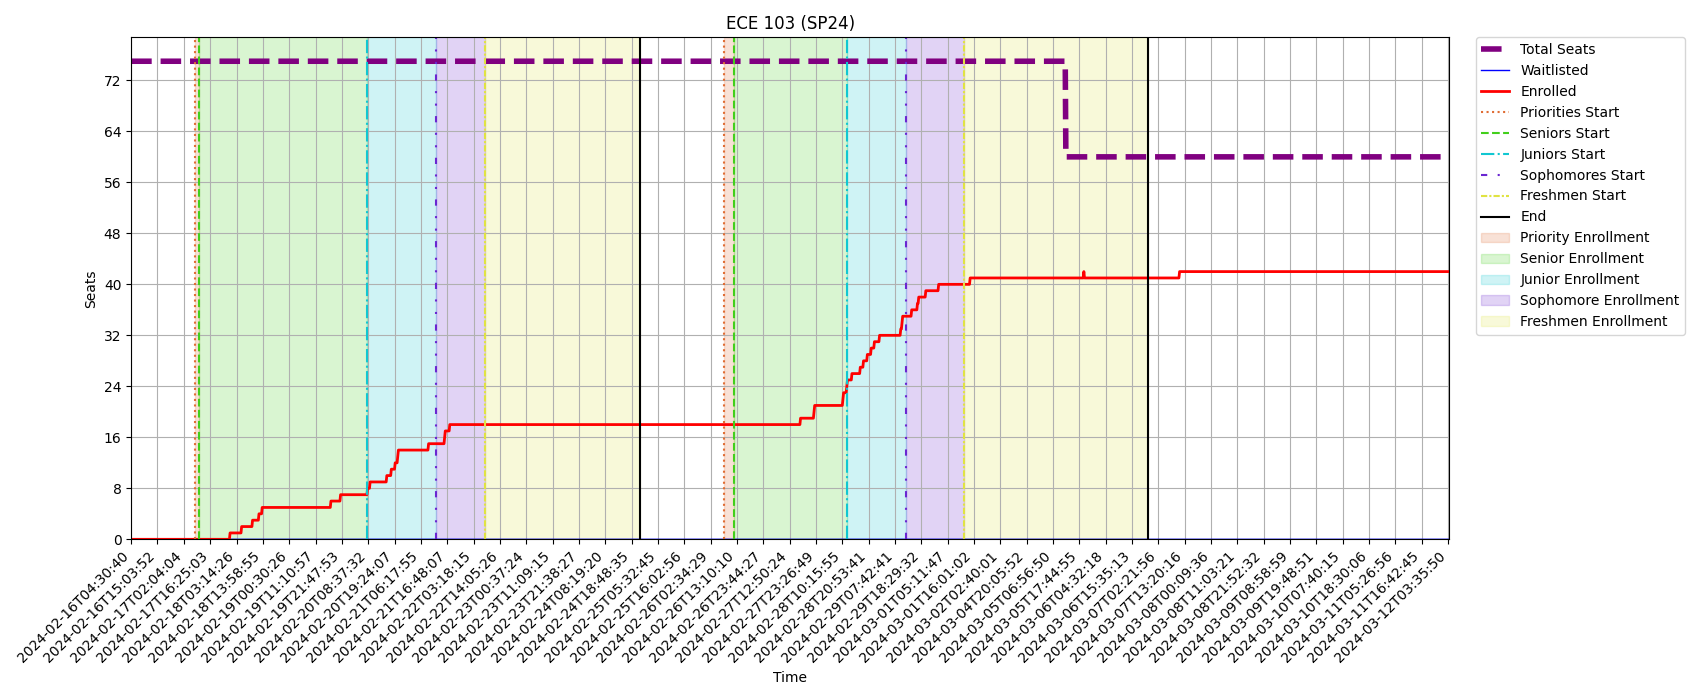 ECE 103 (SP24)
72
64
56
48
40
32
24
16
8
0
Seats
2024-02-16T04:30:40
2024-02-16T15:03:52
2024-02-17T02:04:04
2024-02-17T16:25:03
2024-02-18T03:14:26
2024-02-18T13:58:55
2024-02-19T00:30:26
2024-02-19T11:10:57
2024-02-19T21:47:53
2024-02-20T08:37:32
2024-02-20T19:24:07
2024-02-21T06:17:55
2024-02-21T16:48:07
2024-02-22T03:18:15
2024-02-22T14:05:26
2024-02-23T00:37:24
2024-02-23T11:09:15
2024-02-23T21:38:27
2024-02-24T08:19:20
2024-02-24T18:48:35
2024-02-25T05:32:45
2024-02-25T16:02:56
2024-02-26T02:34:29
2024-02-26T13:10:10
2024-02-26T23:44:27
2024-02-27T12:50:24
2024-02-27T23:26:49
2024-02-28T10:15:55
2024-02-28T20:53:41
2024-02-29T07:42:41
2024-02-29T18:29:32
2024-03-01T05:11:47
2024-03-01T16:01:02
2024-03-02T02:40:01
2024-03-04T20:05:52
2024-03-05T06:56:50
2024-03-05T17:44:55
2024-03-06T04:32:18
2024-03-06T15:35:13
2024-03-07T02:21:56
2024-03-07T13:20:16
2024-03-08T00:09:36
2024-03-08T11:03:21
2024-03-08T21:52:32
2024-03-09T08:58:59
2024-03-09T19:48:51
2024-03-10T07:40:15
2024-03-10T18:30:06
2024-03-11T05:26:56
2024-03-11T16:42:45
2024-03-12T03:35:50
Time
Total Seats
Waitlisted
Enrolled
Priorities Start
Seniors Start
Juniors Start
Sophomores Start
Freshmen Start
End
Priority Enrollment
Senior Enrollment
Junior Enrollment
Sophomore Enrollment
Freshmen Enrollment